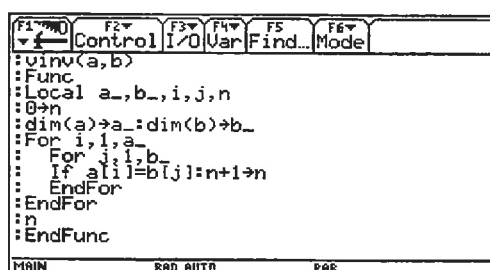 F1 F2 Control F3 I/O F4 Var F5 Find... F6 Mode
:vinv(a,b)
:Func
:Local a_,b_,i,j,n
:0→n
:dim(a)→a_:dim(b)→b_
:For i,1,a_
:  For j,1,b_
:  If a[i]=b[j]:n+1→n
:  EndFor
:EndFor
:n
:EndFunc
MAIN RAD AUTO PAR